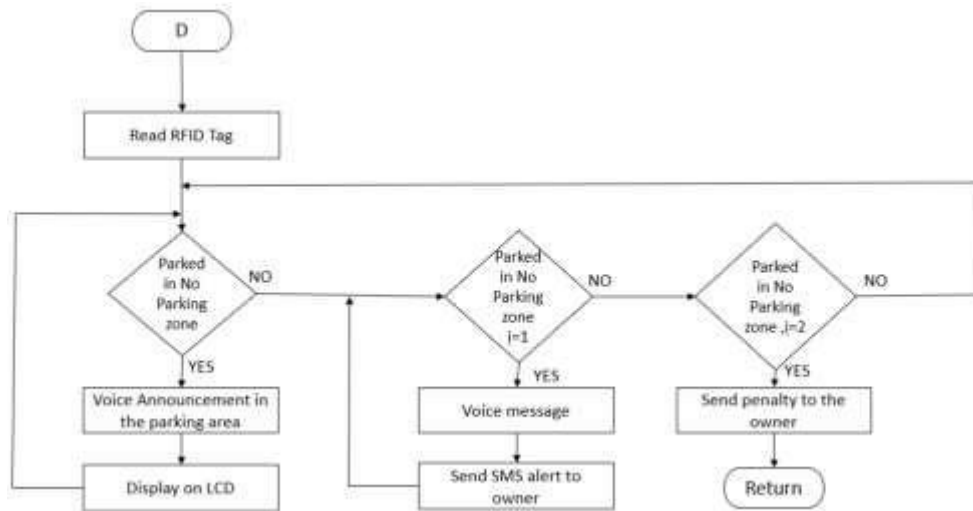 D
Read RFID Tag
Parked
in No
Parking
zone
NO
YES
Voice Announcement in
the parking area
Display on LCD
Parked
in No
Parking
zone
i=1
NO
YES
Voice message
Send SMS alert to
owner
Parked
in No
Parking
zone ,i=2
NO
YES
Send penalty to the
owner
Return